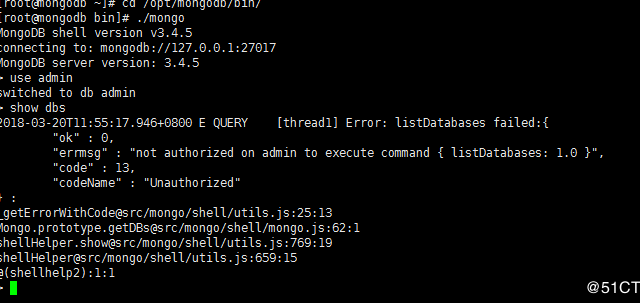 [root@mongodb ~]# cd /opt/mongodb/bin/
[root@mongodb bin]# ./mongo
MongoDB shell version v3.4.5
connecting to: mongodb://127.0.0.1:27017
MongoDB server version: 3.4.5
> use admin
switched to db admin
> show dbs
2018-03-20T11:55:17.946+0800 E QUERY    [thread1] Error: listDatabases failed:{
        "ok" : 0,
        "errmsg" : "not authorized on admin to execute command { listDatabases: 1.0 }",
        "code" : 13,
        "codeName" : "Unauthorized"
} :
_getErrorWithCode@src/mongo/shell/utils.js:25:13
Mongo.prototype.getDBs@src/mongo/shell/mongo.js:62:1
shellHelper.show@src/mongo/shell/utils.js:769:19
shellHelper@src/mongo/shell/utils.js:659:15
@(shellhelp2):1:1
>
@51CT